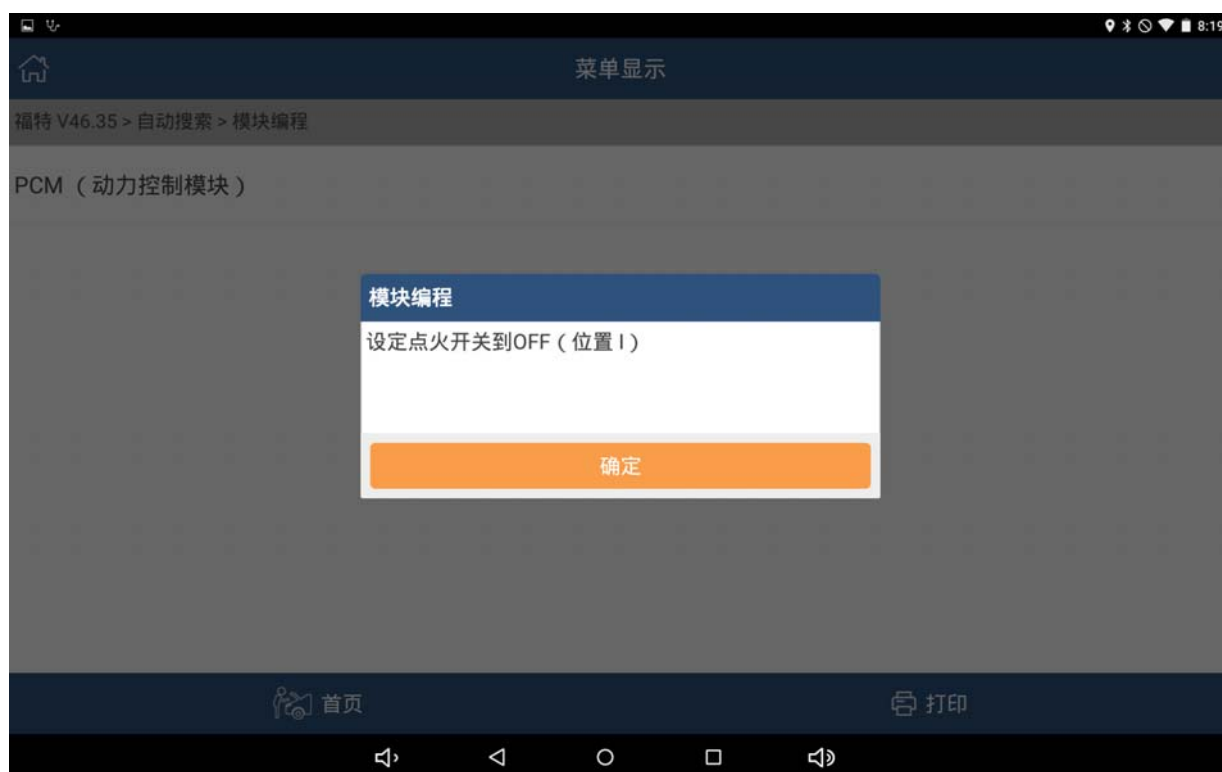 8:19
菜单显示
福特 V46.35 > 自动搜索 > 模块编程
PCM （动力控制模块）
模块编程
设定点火开关到OFF（位置 I）
确定
首页
打印